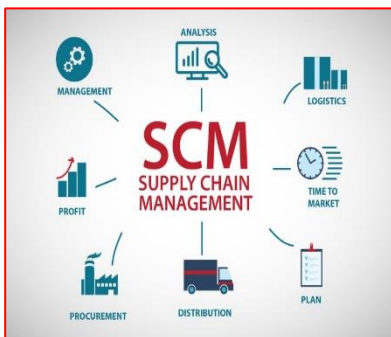 ANALYSIS
MANAGEMENT
LOGISTICS
SCM
SUPPLY CHAIN
MANAGEMENT
PROFIT
TIME TO
MARKET
PROCUREMENT
DISTRIBUTION
PLAN